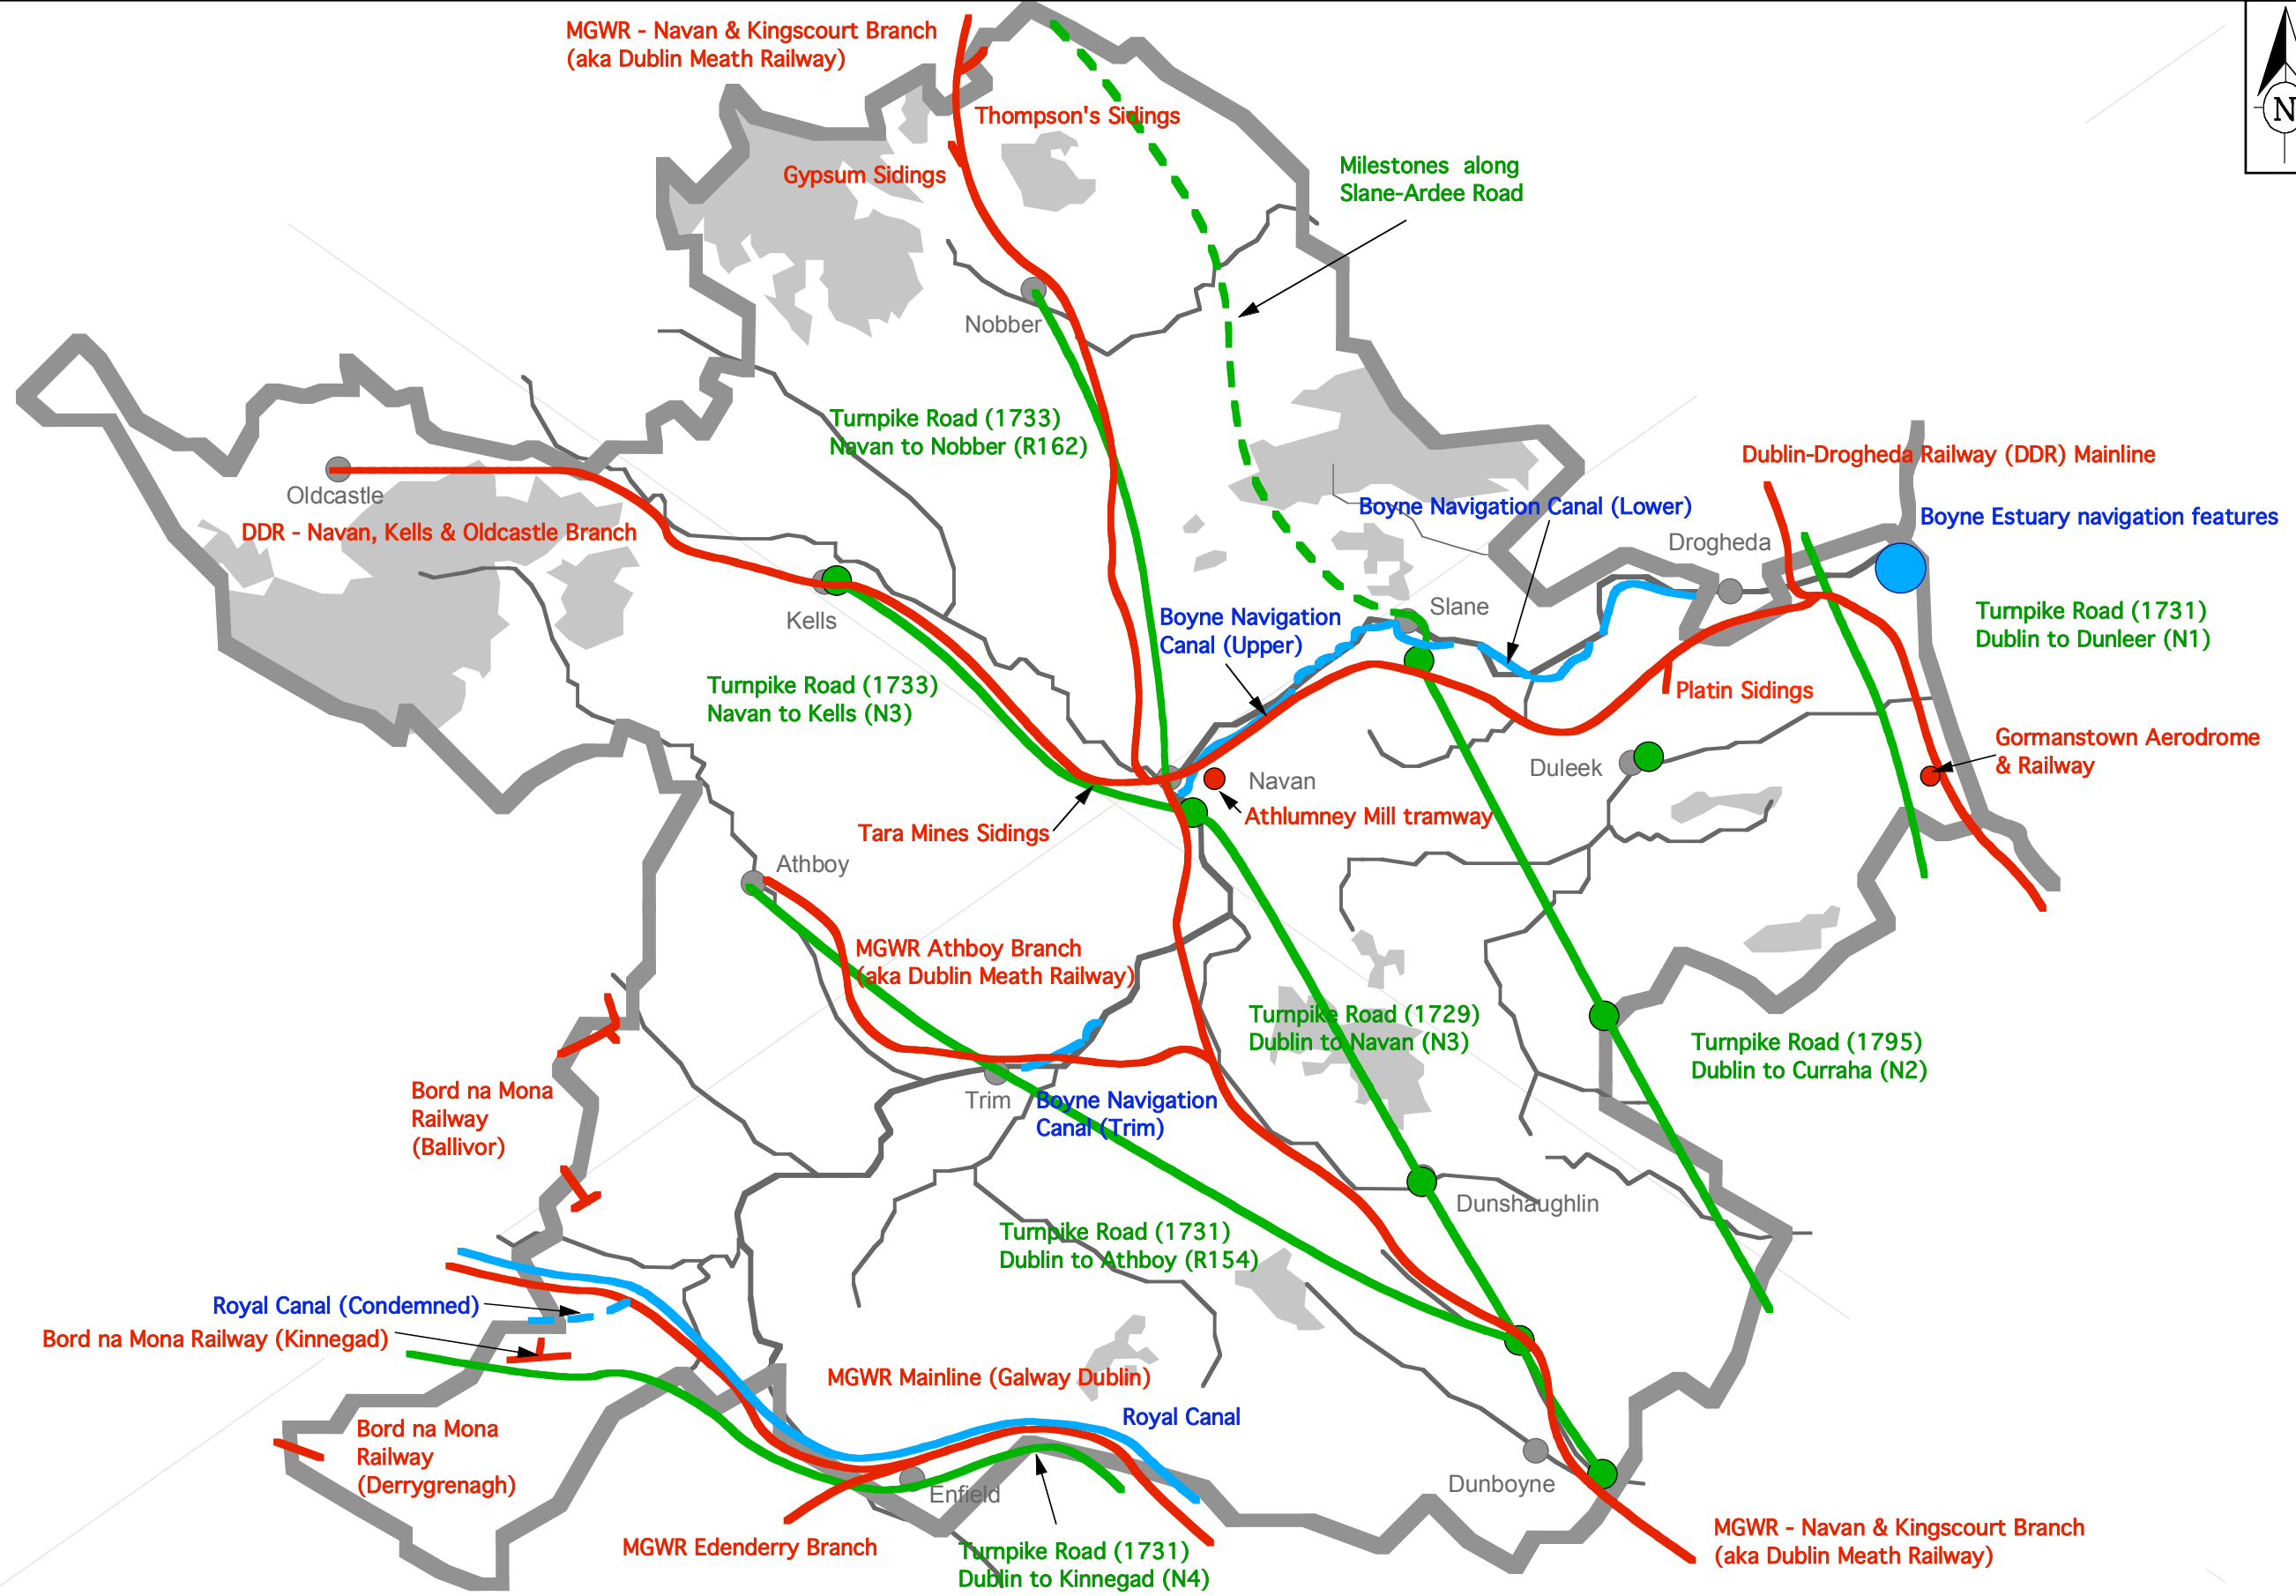 MGWR - Navan & Kingscourt Branch
(aka Dublin Meath Railway)
N
Thompson's Sidings
Gypsum Sidings
Milestones along
Slane-Ardee Road
Nobber
Turnpike Road (1733)
Navan to Nobber (R162)
Dublin-Drogheda Railway (DDR) Mainline
Oldcastle
Boyne Navigation Canal (Lower)
Boyne Estuary navigation features
DDR - Navan, Kells & Oldcastle Branch
Drogheda
Kells
Slane
Boyne Navigation
Canal (Upper)
Turnpike Road (1731)
Dublin to Dunleer (N1)
Turnpike Road (1733)
Navan to Kells (N3)
Platin Sidings
Gormanstown Aerodrome
& Railway
Duleek
Navan
Athlumney Mill tramway
Tara Mines Sidings
Athboy
MGWR Athboy Branch
(aka Dublin Meath Railway)
Turnpike Road (1729)
Dublin to Navan (N3)
Turnpike Road (1795)
Dublin to Curraha (N2)
Bord na Mona
Railway
(Ballivor)
Trim
Boyne Navigation
Canal (Trim)
Dunshaughlin
Turnpike Road (1731)
Dublin to Athboy (R154)
Royal Canal (Condemned)
Bord na Mona Railway (Kinnegad)
MGWR Mainline (Galway Dublin)
Royal Canal
Bord na Mona
Railway
(Derrygrenagh)
Dunboyne
Enfield
MGWR Edenderry Branch
Turnpike Road (1731)
Dublin to Kinnegad (N4)
MGWR - Navan & Kingscourt Branch
(aka Dublin Meath Railway)